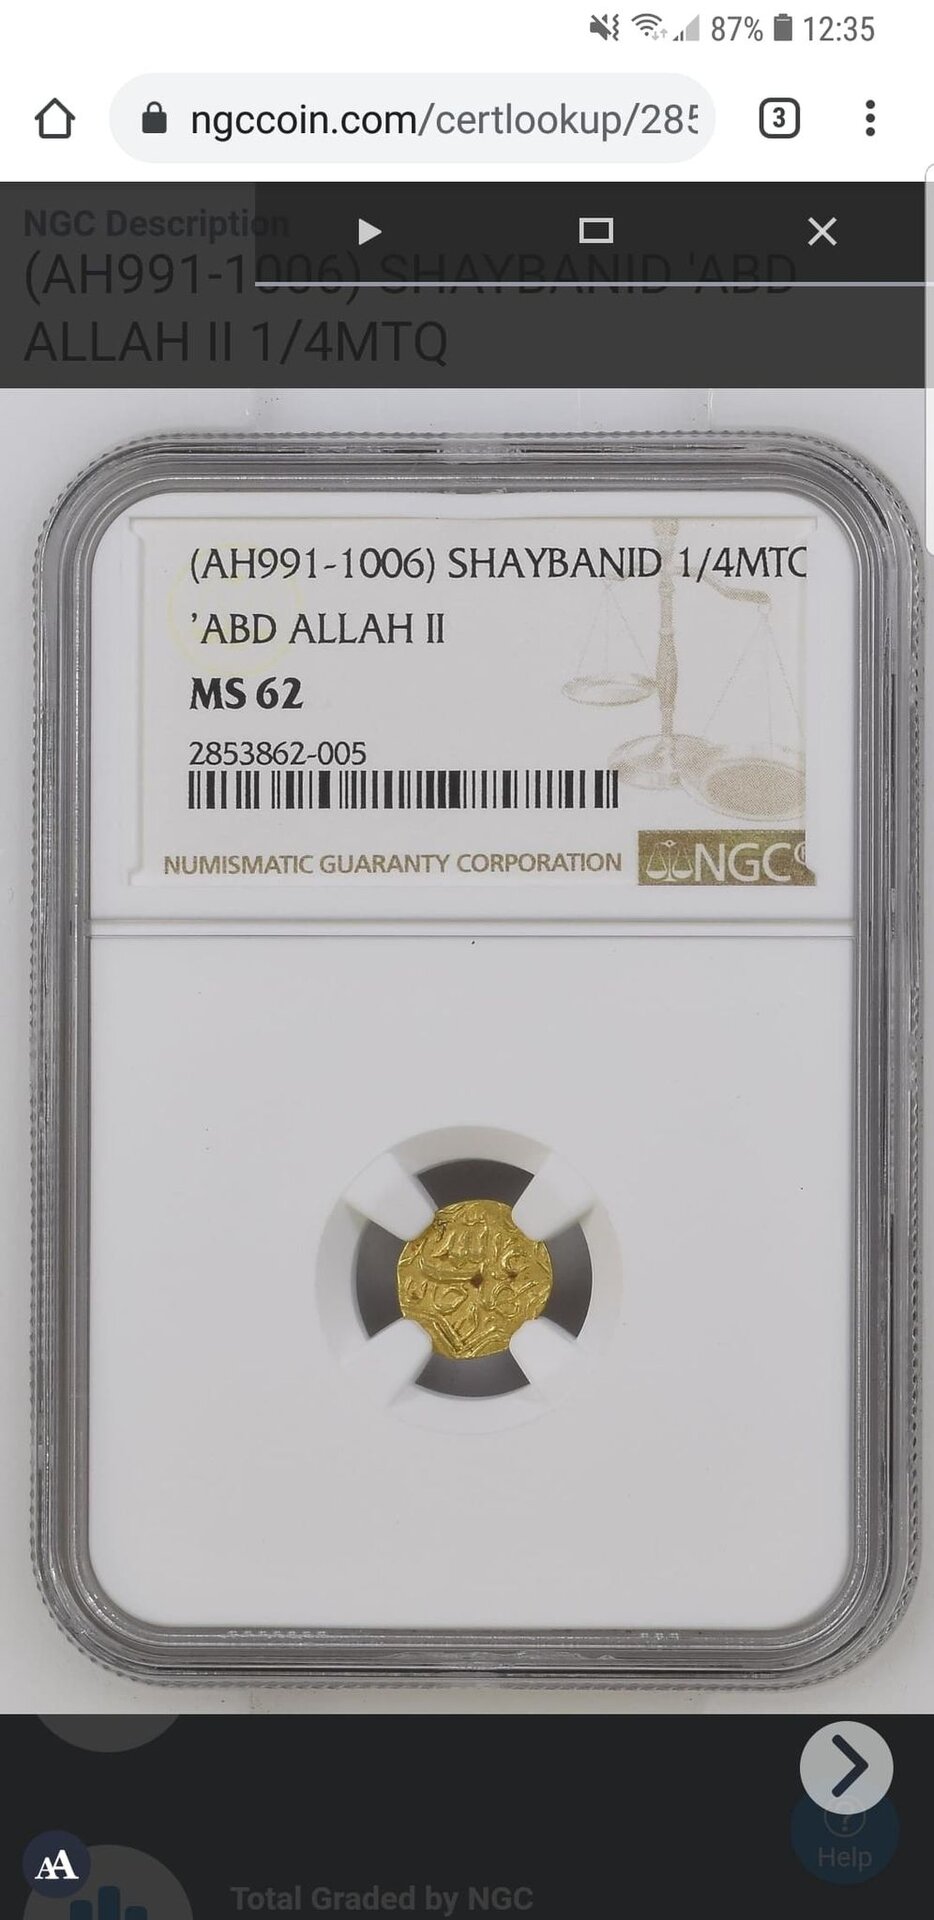 87% 12:35
ngccoin.com/certlookup/285
3
NGC Description
(AH991-1006) SHAYBANID 'ABD
ALLAH II 1/4MTQ
(AH991-1006) SHAYBANID 1/4MTQ
'ABD ALLAH II
MS 62
2853862-005
NUMISMATIC GUARANTY CORPORATION
NGC
?
Help
AA
Total Graded by NGC